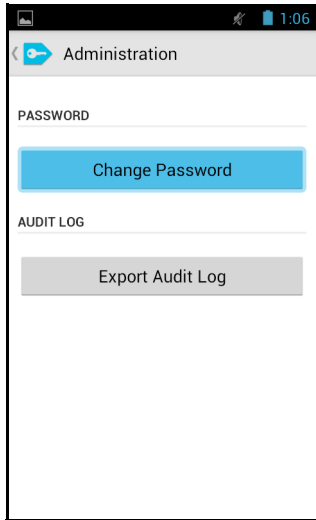 1:06
Administration
PASSWORD
Change Password
AUDIT LOG
Export Audit Log